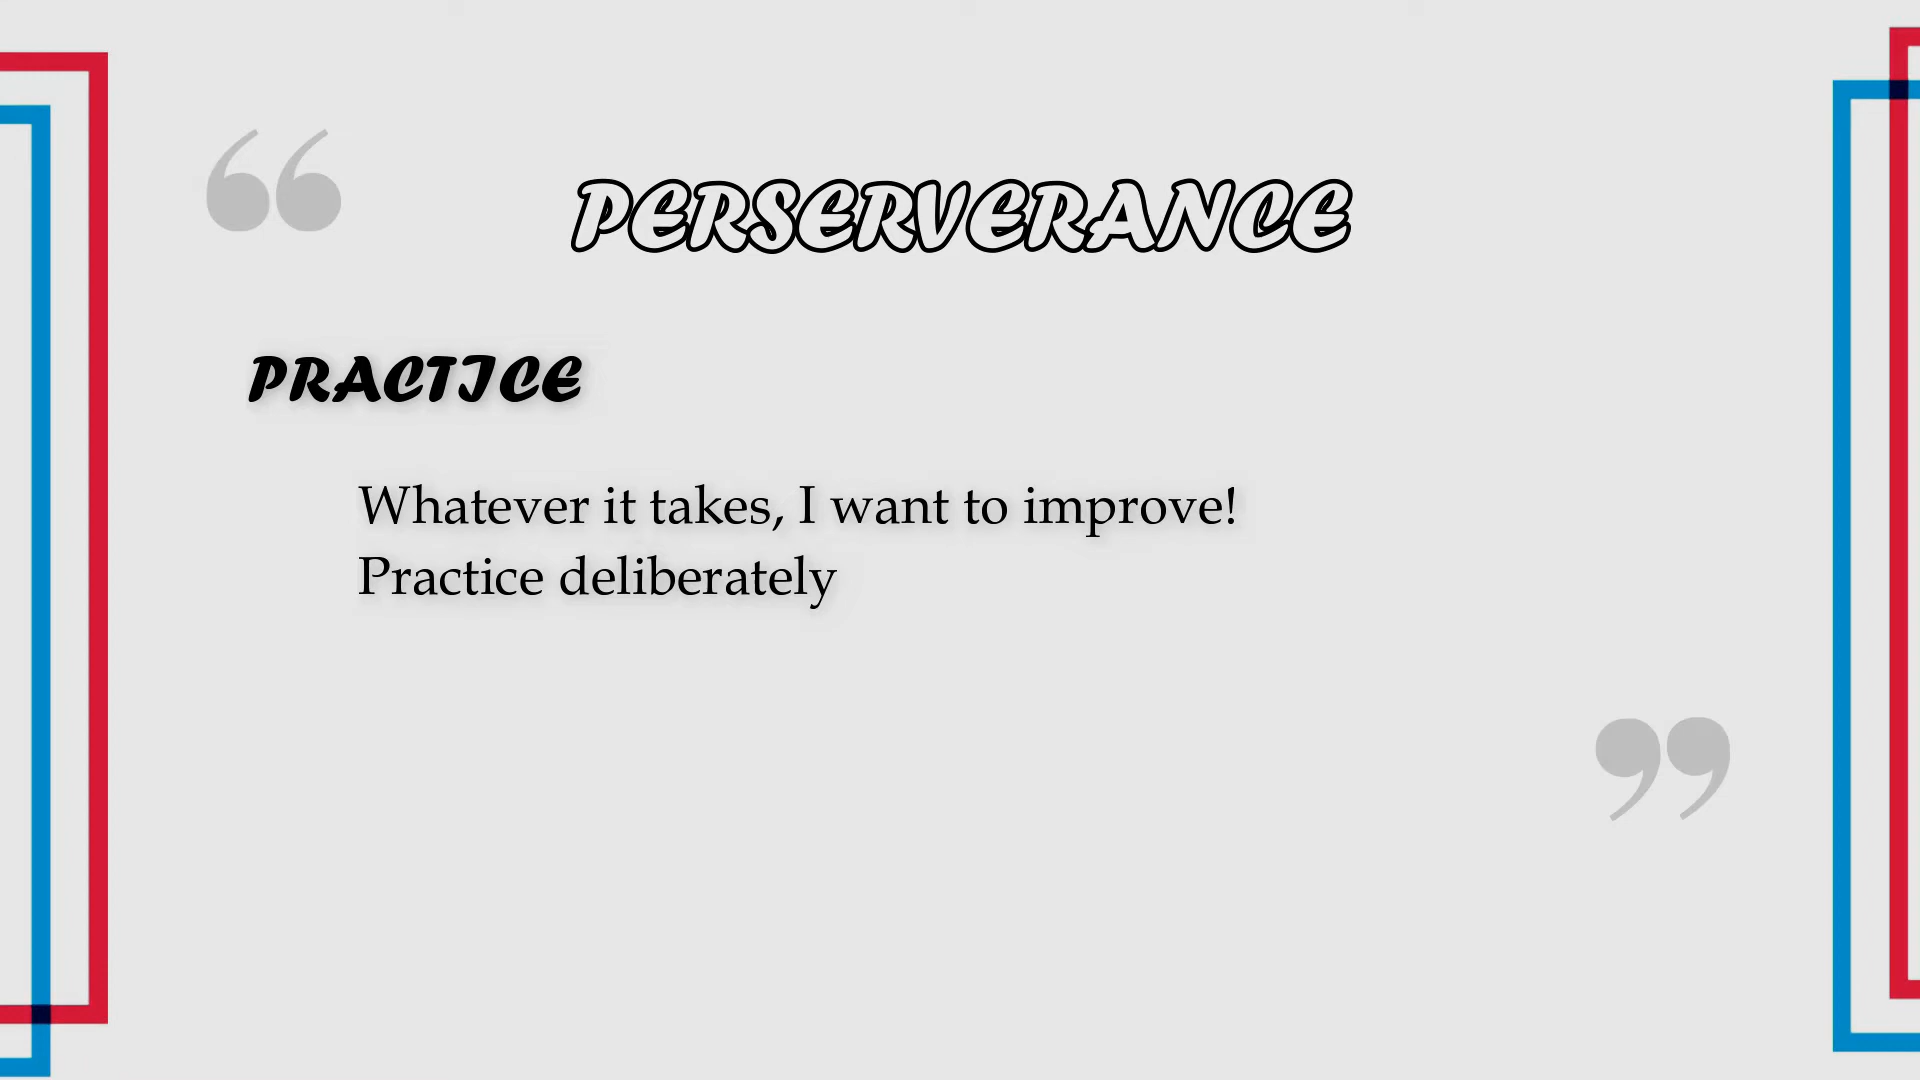 PERSERVERANCE
PRACTICE
Whatever it takes, I want to improve!
Practice deliberately